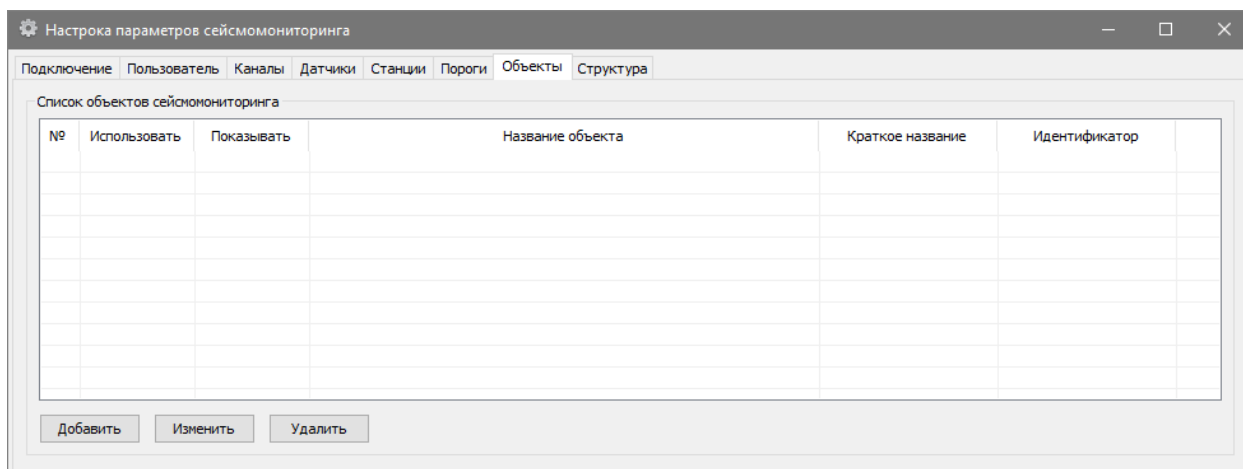 Настрока параметров сейсмомониторинга
Подключение Пользователь Каналы Датчики Станции Пороги Объекты Структура
Список объектов сейсмомониторинга
№ Использовать Показывать Название объекта Краткое название Идентификатор
Добавить Изменить Удалить